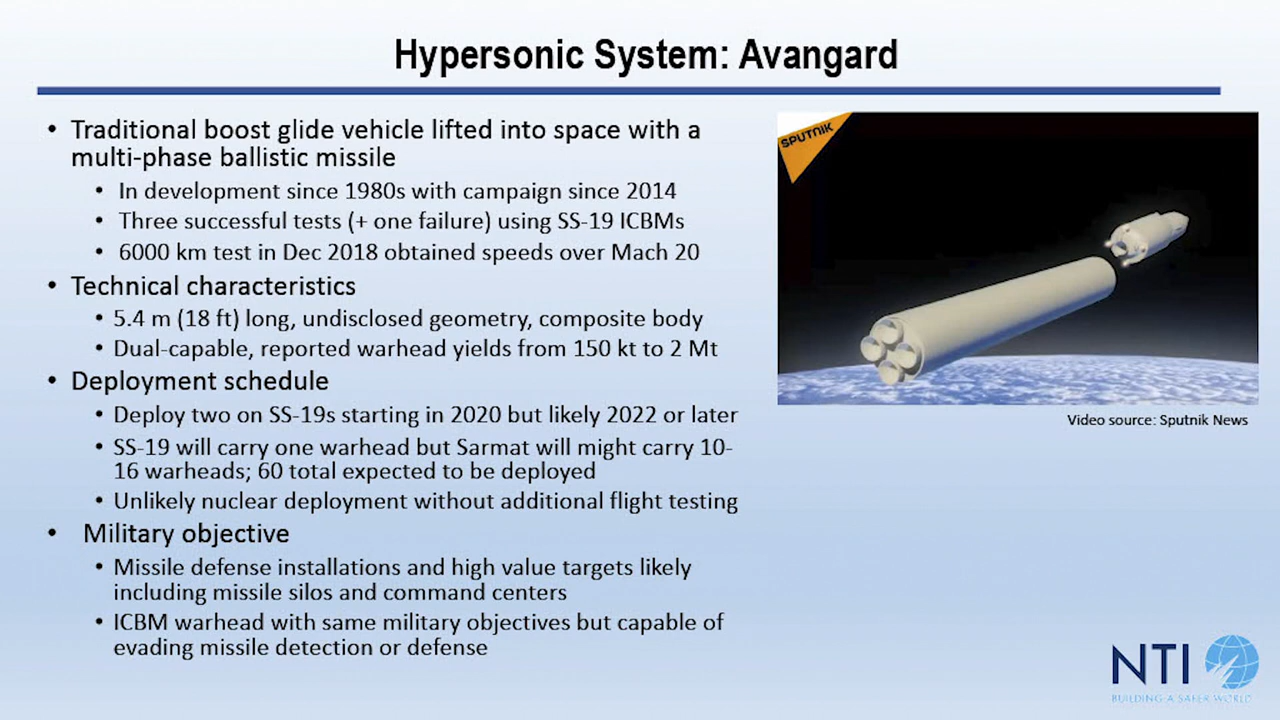 Hypersonic System: Avangard
• Traditional boost glide vehicle lifted into space with a
multi-phase ballistic missile
• In development since 1980s with campaign since 2014
• Three successful tests (+ one failure) using SS-19 ICBMs
• 6000 km test in Dec 2018 obtained speeds over Mach 20
• Technical characteristics
• 5.4 m (18 ft) long, undisclosed geometry, composite body
• Dual-capable, reported warhead yields from 150 kt to 2 Mt
• Deployment schedule
• Deploy two on SS-19s starting in 2020 but likely 2022 or later
• SS-19 will carry one warhead but Sarmat will might carry 10-
16 warheads; 60 total expected to be deployed
• Unlikely nuclear deployment without additional flight testing
• Military objective
• Missile defense installations and high value targets likely
including missile silos and command centers
• ICBM warhead with same military objectives but capable of
evading missile detection or defense
SPUTNIK
Video source: Sputnik News
NTI
BUILDING A SAFER WORLD